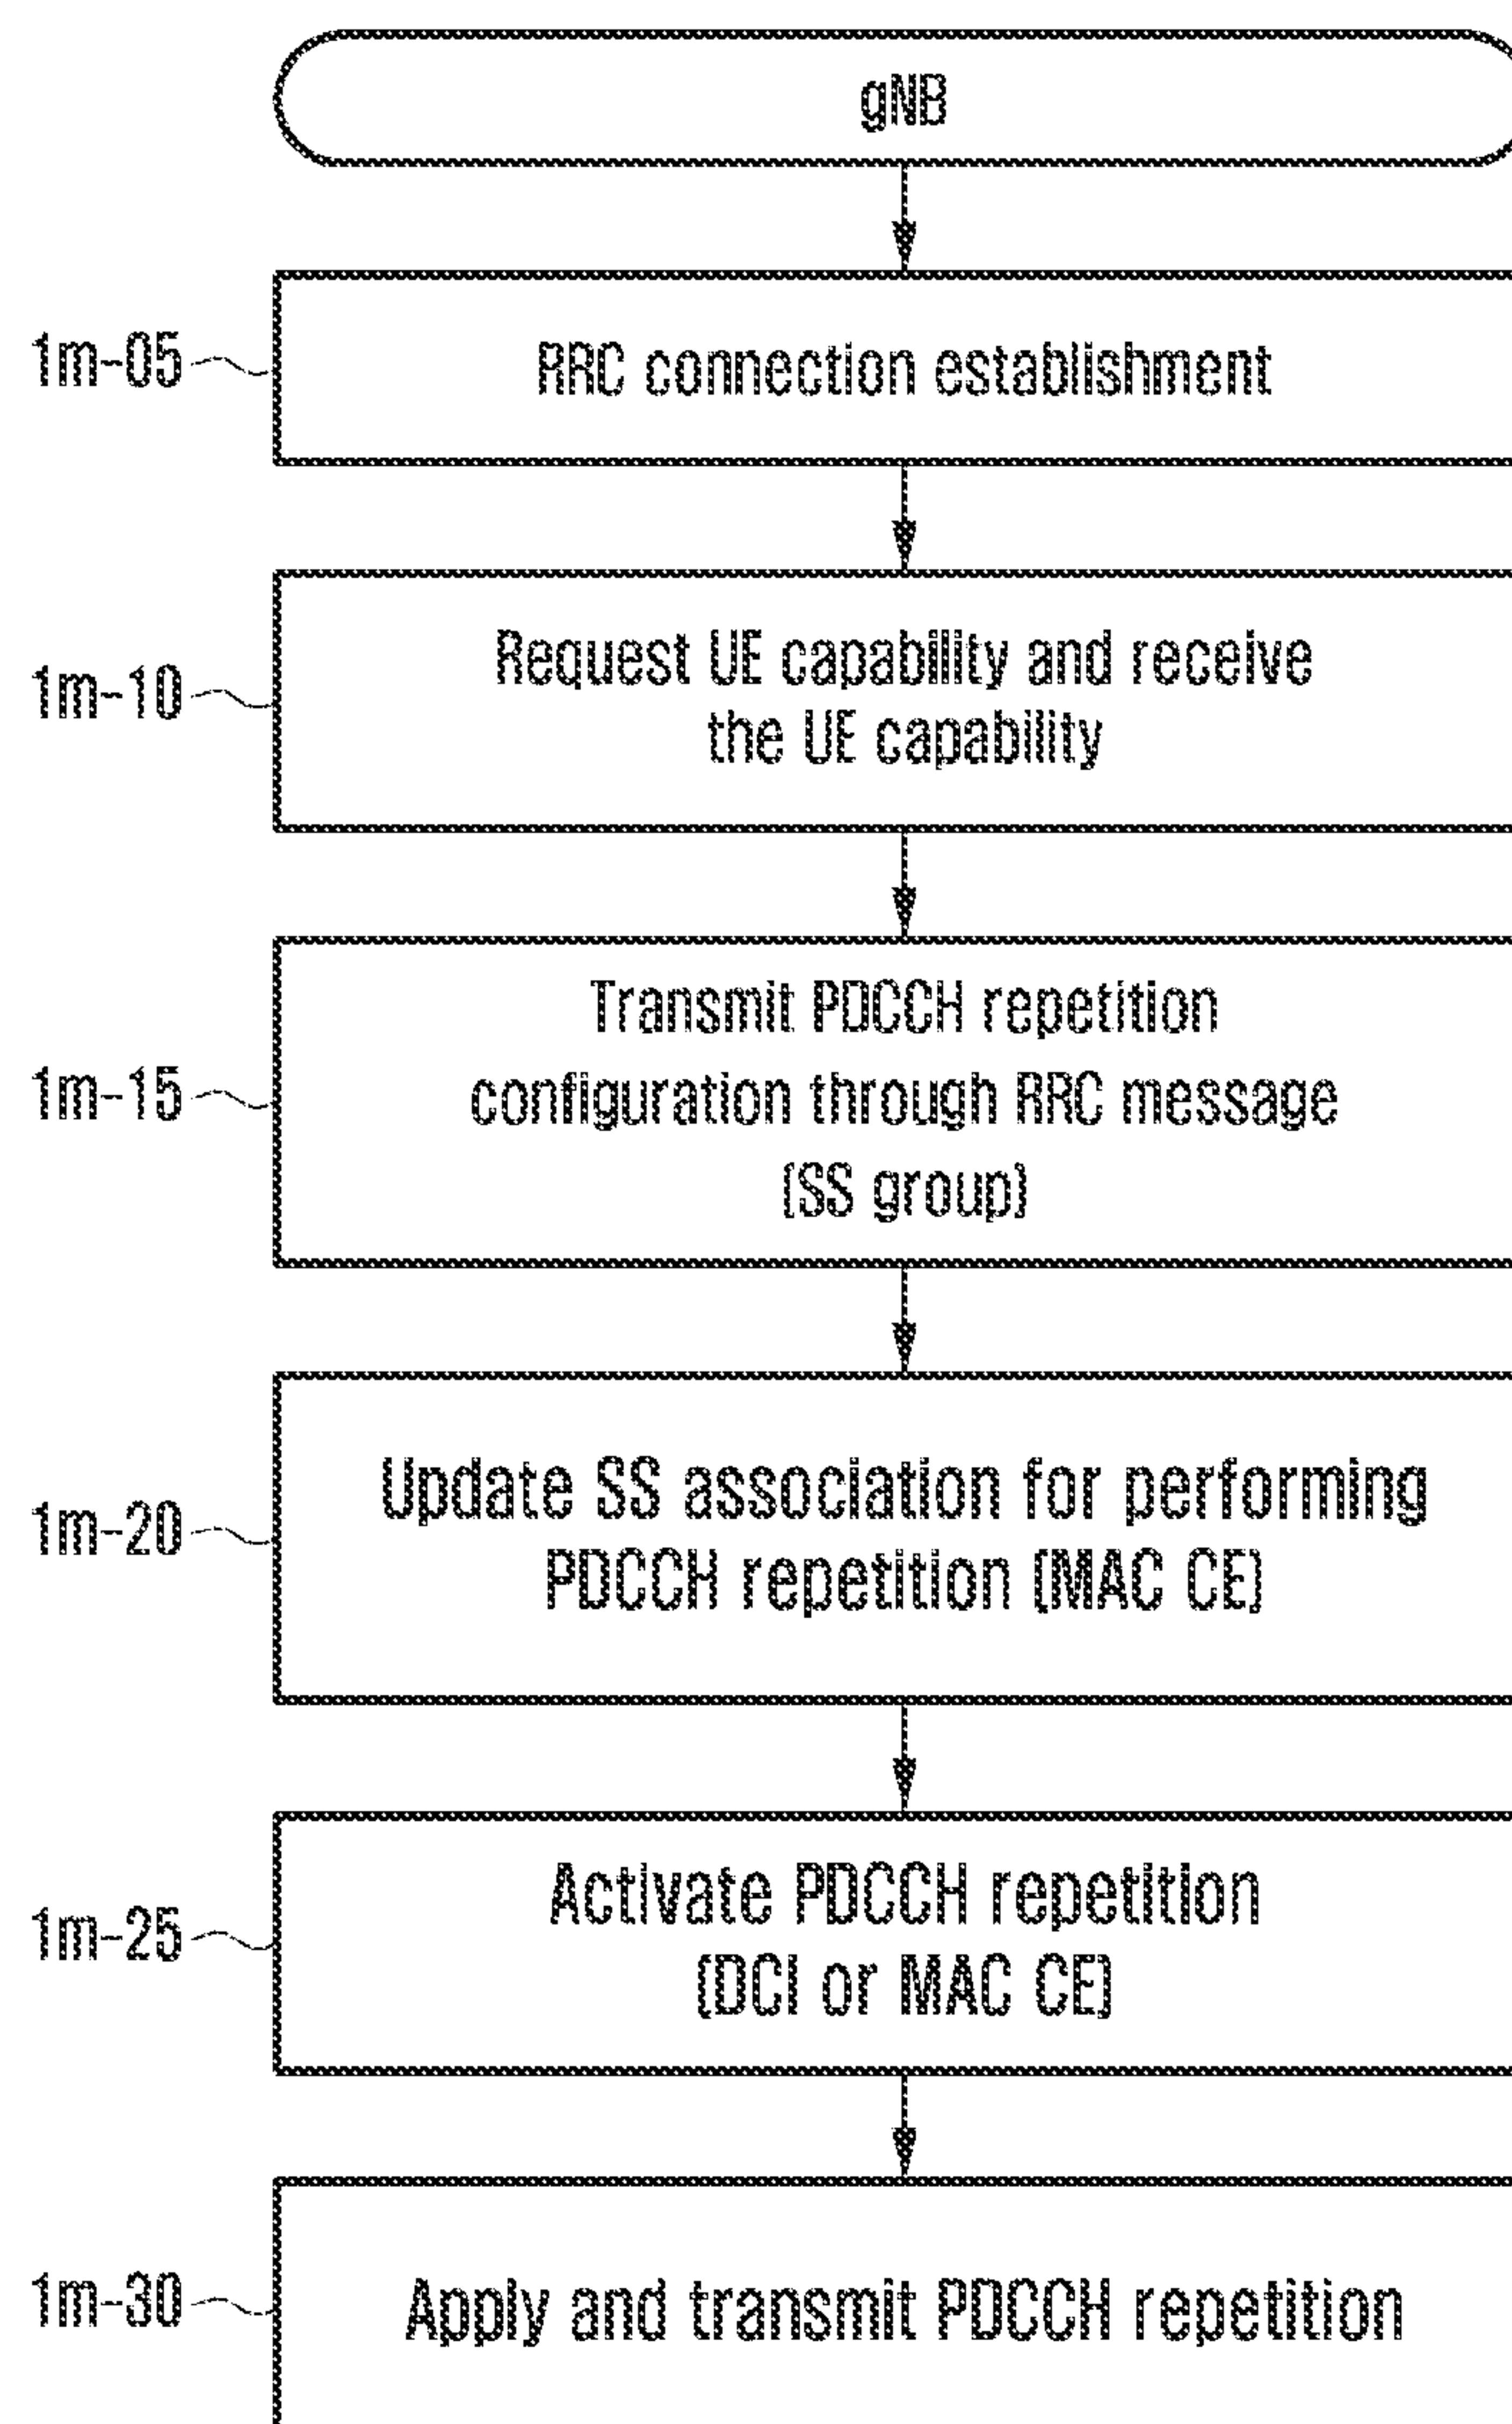 gNB
1m-05
RRC connection establishment
1m-10
Request UE capability and receive
the UE capability
1m-15
Transmit PDCCH repetition
configuration through RRC message
(SS group)
1m-20
Update SS association for performing
PDCCH repetition (MAC CE)
1m-25
Activate PDCCH repetition
(DCI or MAC CE)
1m-30
Apply and transmit PDCCH repetition